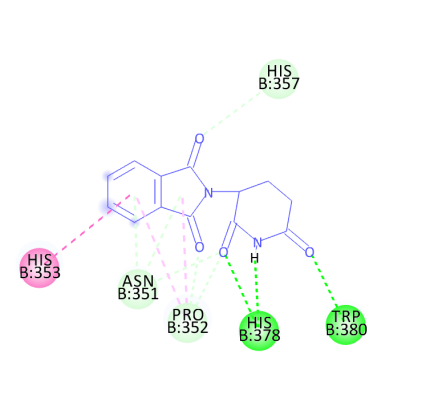 HIS
B:357
O
N
O
O
N
H
O
HIS
B:353
ASN
B:351
PRO
B:352
HIS
B:378
TRP
B:380